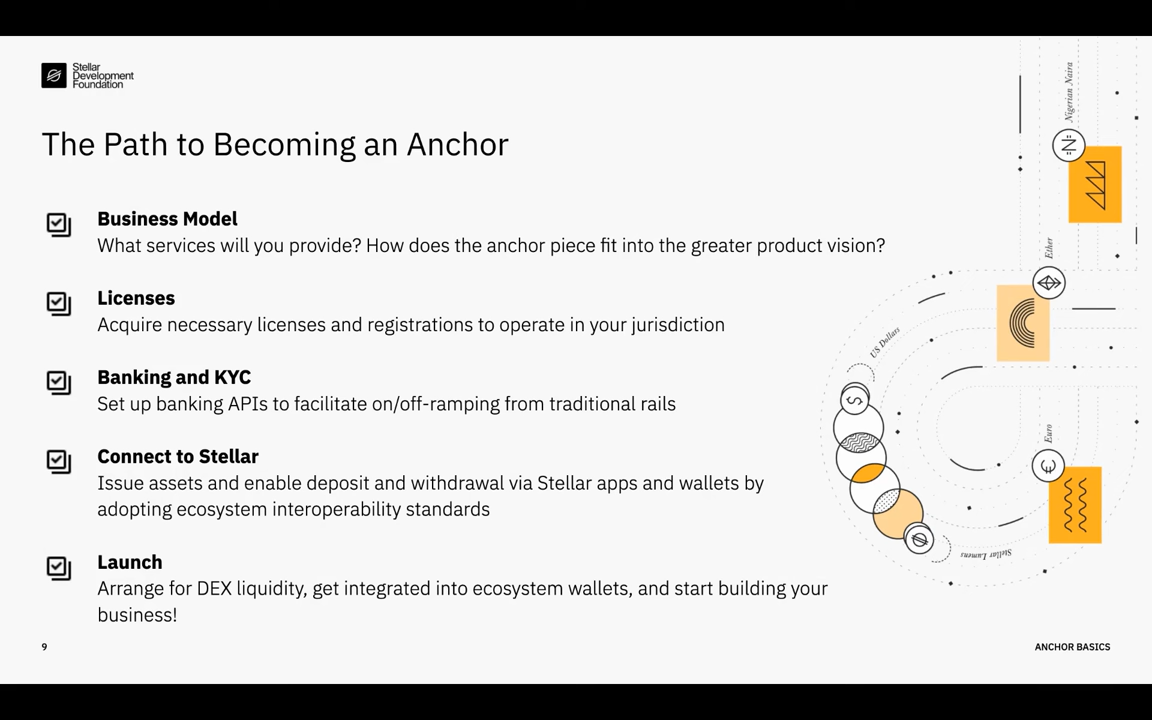 Stellar
Development
Foundation
The Path to Becoming an Anchor
Business Model
What services will you provide? How does the anchor piece fit into the greater product vision?
Licenses
Acquire necessary licenses and registrations to operate in your jurisdiction
Banking and KYC
Set up banking APIs to facilitate on/off-ramping from traditional rails
Connect to Stellar
Issue assets and enable deposit and withdrawal via Stellar apps and wallets by
adopting ecosystem interoperability standards
Launch
Arrange for DEX liquidity, get integrated into ecosystem wallets, and start building your
business!
Nigerian Naira
Ether
US Dollars
Euro
Stellar Lumens
9
ANCHOR BASICS